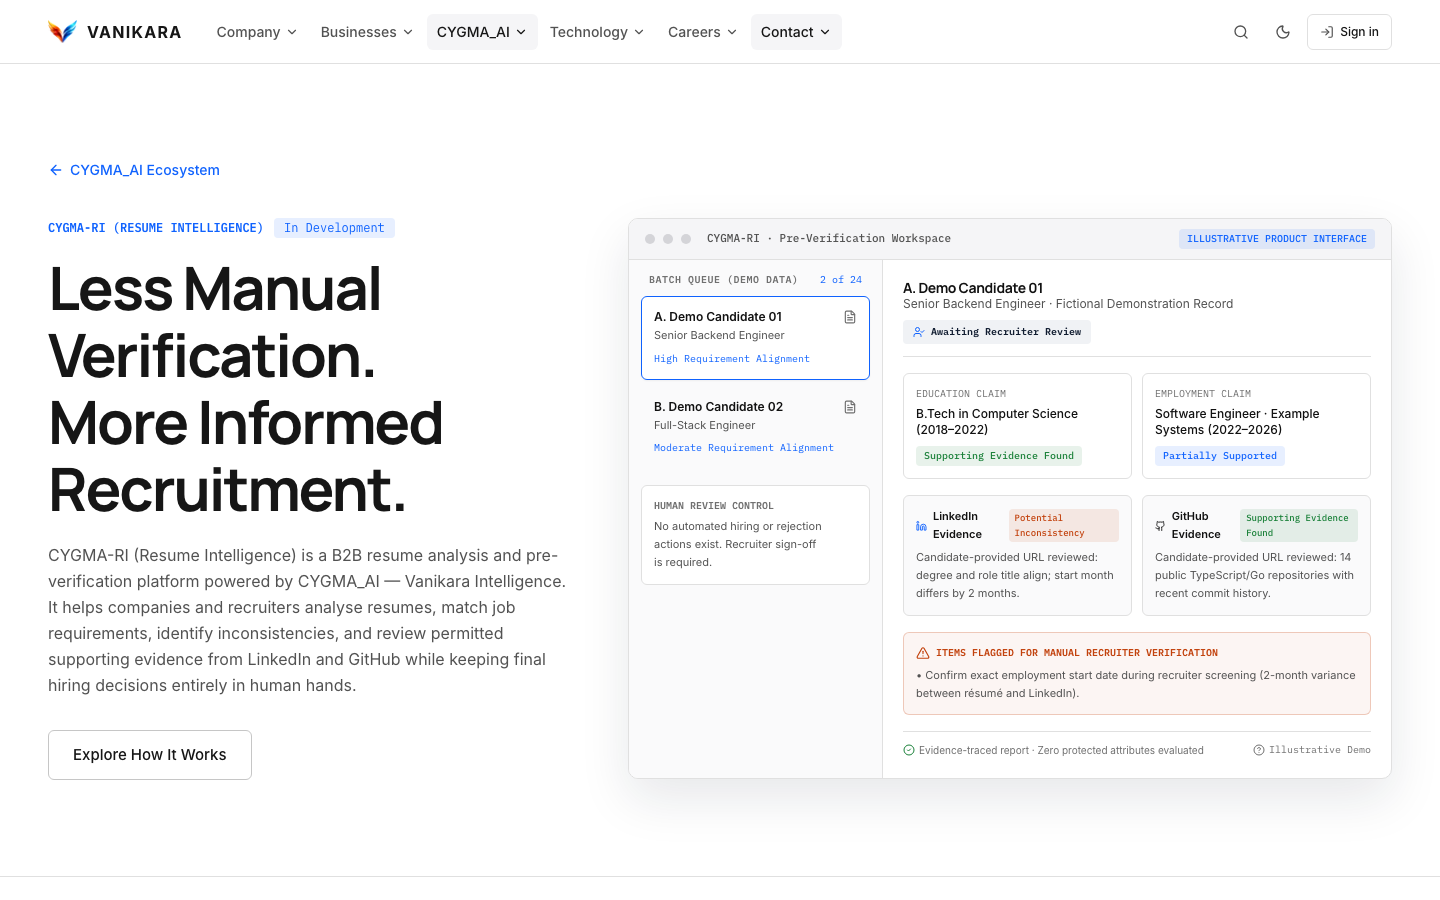 VANIKARA
Company
Businesses
CYGMA_AI
Technology
Careers
Contact
Sign in
CYGMA_AI Ecosystem
CYGMA-RI (RESUME INTELLIGENCE)
In Development
Less Manual
Verification.
More Informed
Recruitment.
CYGMA-RI (Resume Intelligence) is a B2B resume analysis and pre-
verification platform powered by CYGMA_AI — Vanikara Intelligence.
It helps companies and recruiters analyse resumes, match job
requirements, identify inconsistencies, and review permitted
supporting evidence from LinkedIn and GitHub while keeping final
hiring decisions entirely in human hands.
Explore How It Works
CYGMA-RI · Pre-Verification Workspace
ILLUSTRATIVE PRODUCT INTERFACE
BATCH QUEUE (DEMO DATA)
2 of 24
A. Demo Candidate 01
Senior Backend Engineer
High Requirement Alignment
B. Demo Candidate 02
Full-Stack Engineer
Moderate Requirement Alignment
HUMAN REVIEW CONTROL
No automated hiring or rejection
actions exist. Recruiter sign-off
is required.
A. Demo Candidate 01
Senior Backend Engineer · Fictional Demonstration Record
Awaiting Recruiter Review
EDUCATION CLAIM
B.Tech in Computer Science
(2018–2022)
Supporting Evidence Found
EMPLOYMENT CLAIM
Software Engineer · Example
Systems (2022–2026)
Partially Supported
LinkedIn
Evidence
Potential
Inconsistency
Candidate-provided URL reviewed:
degree and role title align; start month
differs by 2 months.
GitHub
Evidence
Supporting Evidence
Found
Candidate-provided URL reviewed: 14
public TypeScript/Go repositories with
recent commit history.
ITEMS FLAGGED FOR MANUAL RECRUITER VERIFICATION
• Confirm exact employment start date during recruiter screening (2-month variance
between résumé and LinkedIn).
Evidence-traced report · Zero protected attributes evaluated
Illustrative Demo